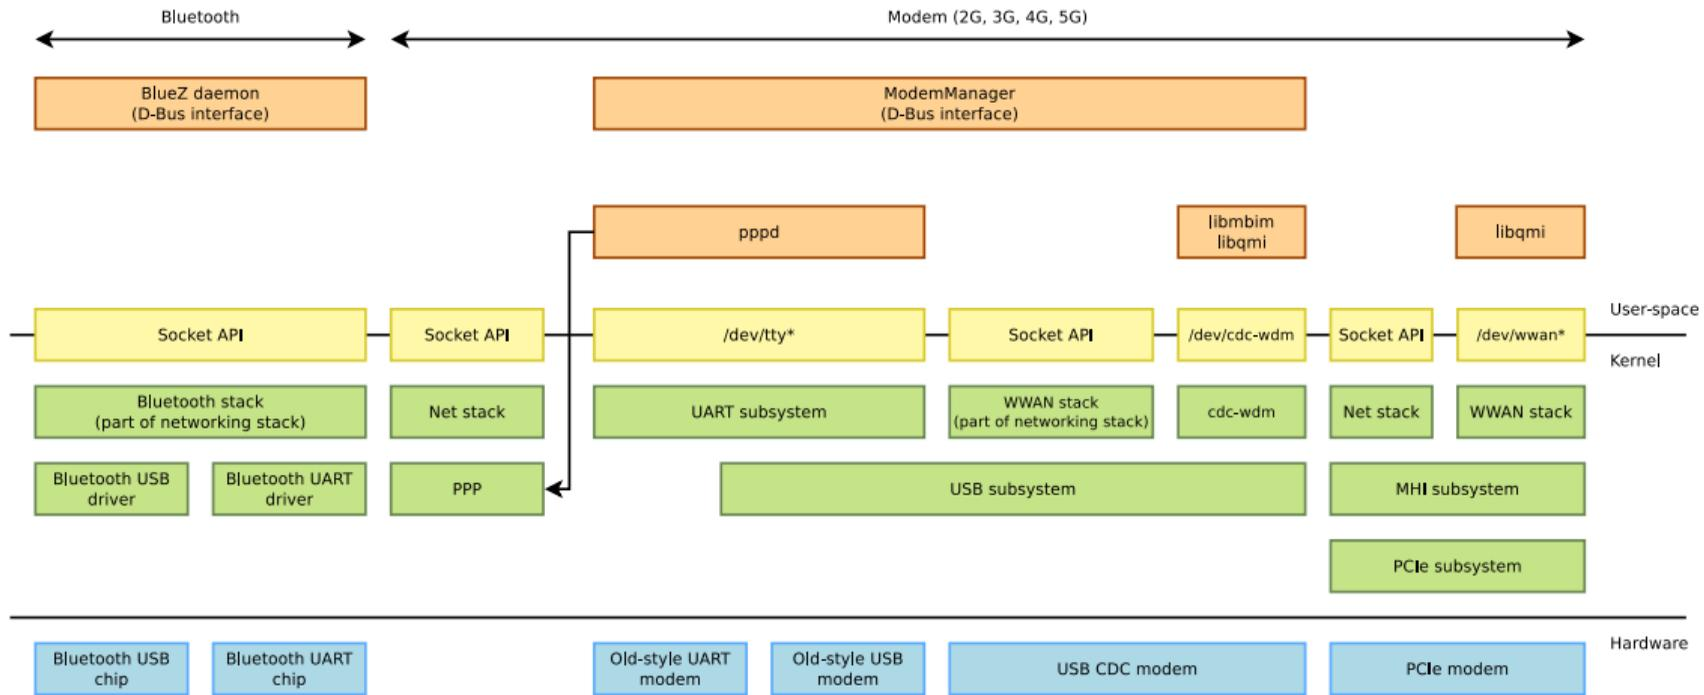 Bluetooth
Modem (2G, 3G, 4G, 5G)
BlueZ daemon
(D-Bus interface)
ModemManager
(D-Bus interface)
pppd
libmbim
libqmi
libqmi
User-space
Socket API
Socket API
/dev/tty*
Socket API
/dev/cdc-wdm
Socket API
/dev/wwan*
Kernel
Bluetooth stack
(part of networking stack)
Net stack
UART subsystem
WWAN stack
(part of networking stack)
cdc-wdm
Net stack
WWAN stack
Bluetooth USB
driver
Bluetooth UART
driver
PPP
USB subsystem
MHI subsystem
PCIe subsystem
Hardware
Bluetooth USB
chip
Bluetooth UART
chip
Old-style UART
modem
Old-style USB
modem
USB CDC modem
PCIe modem